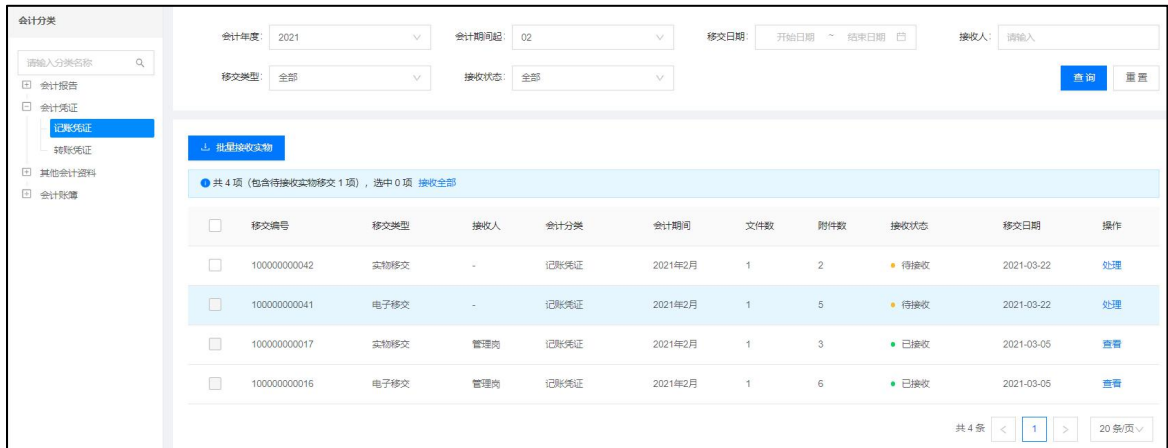 会计分类
请输入分类名称
会计报告
会计凭证
记账凭证
转账凭证
其他会计资料
会计账簿
会计年度: 2021 会计期间起: 02 移交日期: 开始日期 ~ 结束日期 接收人: 请输入
移交类型: 全部 接收状态: 全部 查询 重置
批量接收实物
共 4 项（包含待接收实物移交 1 项）, 选中 0 项 接收全部
移交编号 移交类型 接收人 会计分类 会计期间 文件数 附件数 接收状态 移交日期 操作
100000000042 实物移交 - 记账凭证 2021年2月 1 2 待接收 2021-03-22 处理
100000000041 电子移交 - 记账凭证 2021年2月 1 5 待接收 2021-03-22 处理
100000000017 实物移交 管理岗 记账凭证 2021年2月 1 3 已接收 2021-03-05 查看
100000000016 电子移交 管理岗 记账凭证 2021年2月 1 6 已接收 2021-03-05 查看
共 4 条 < 1 > 20 条/页